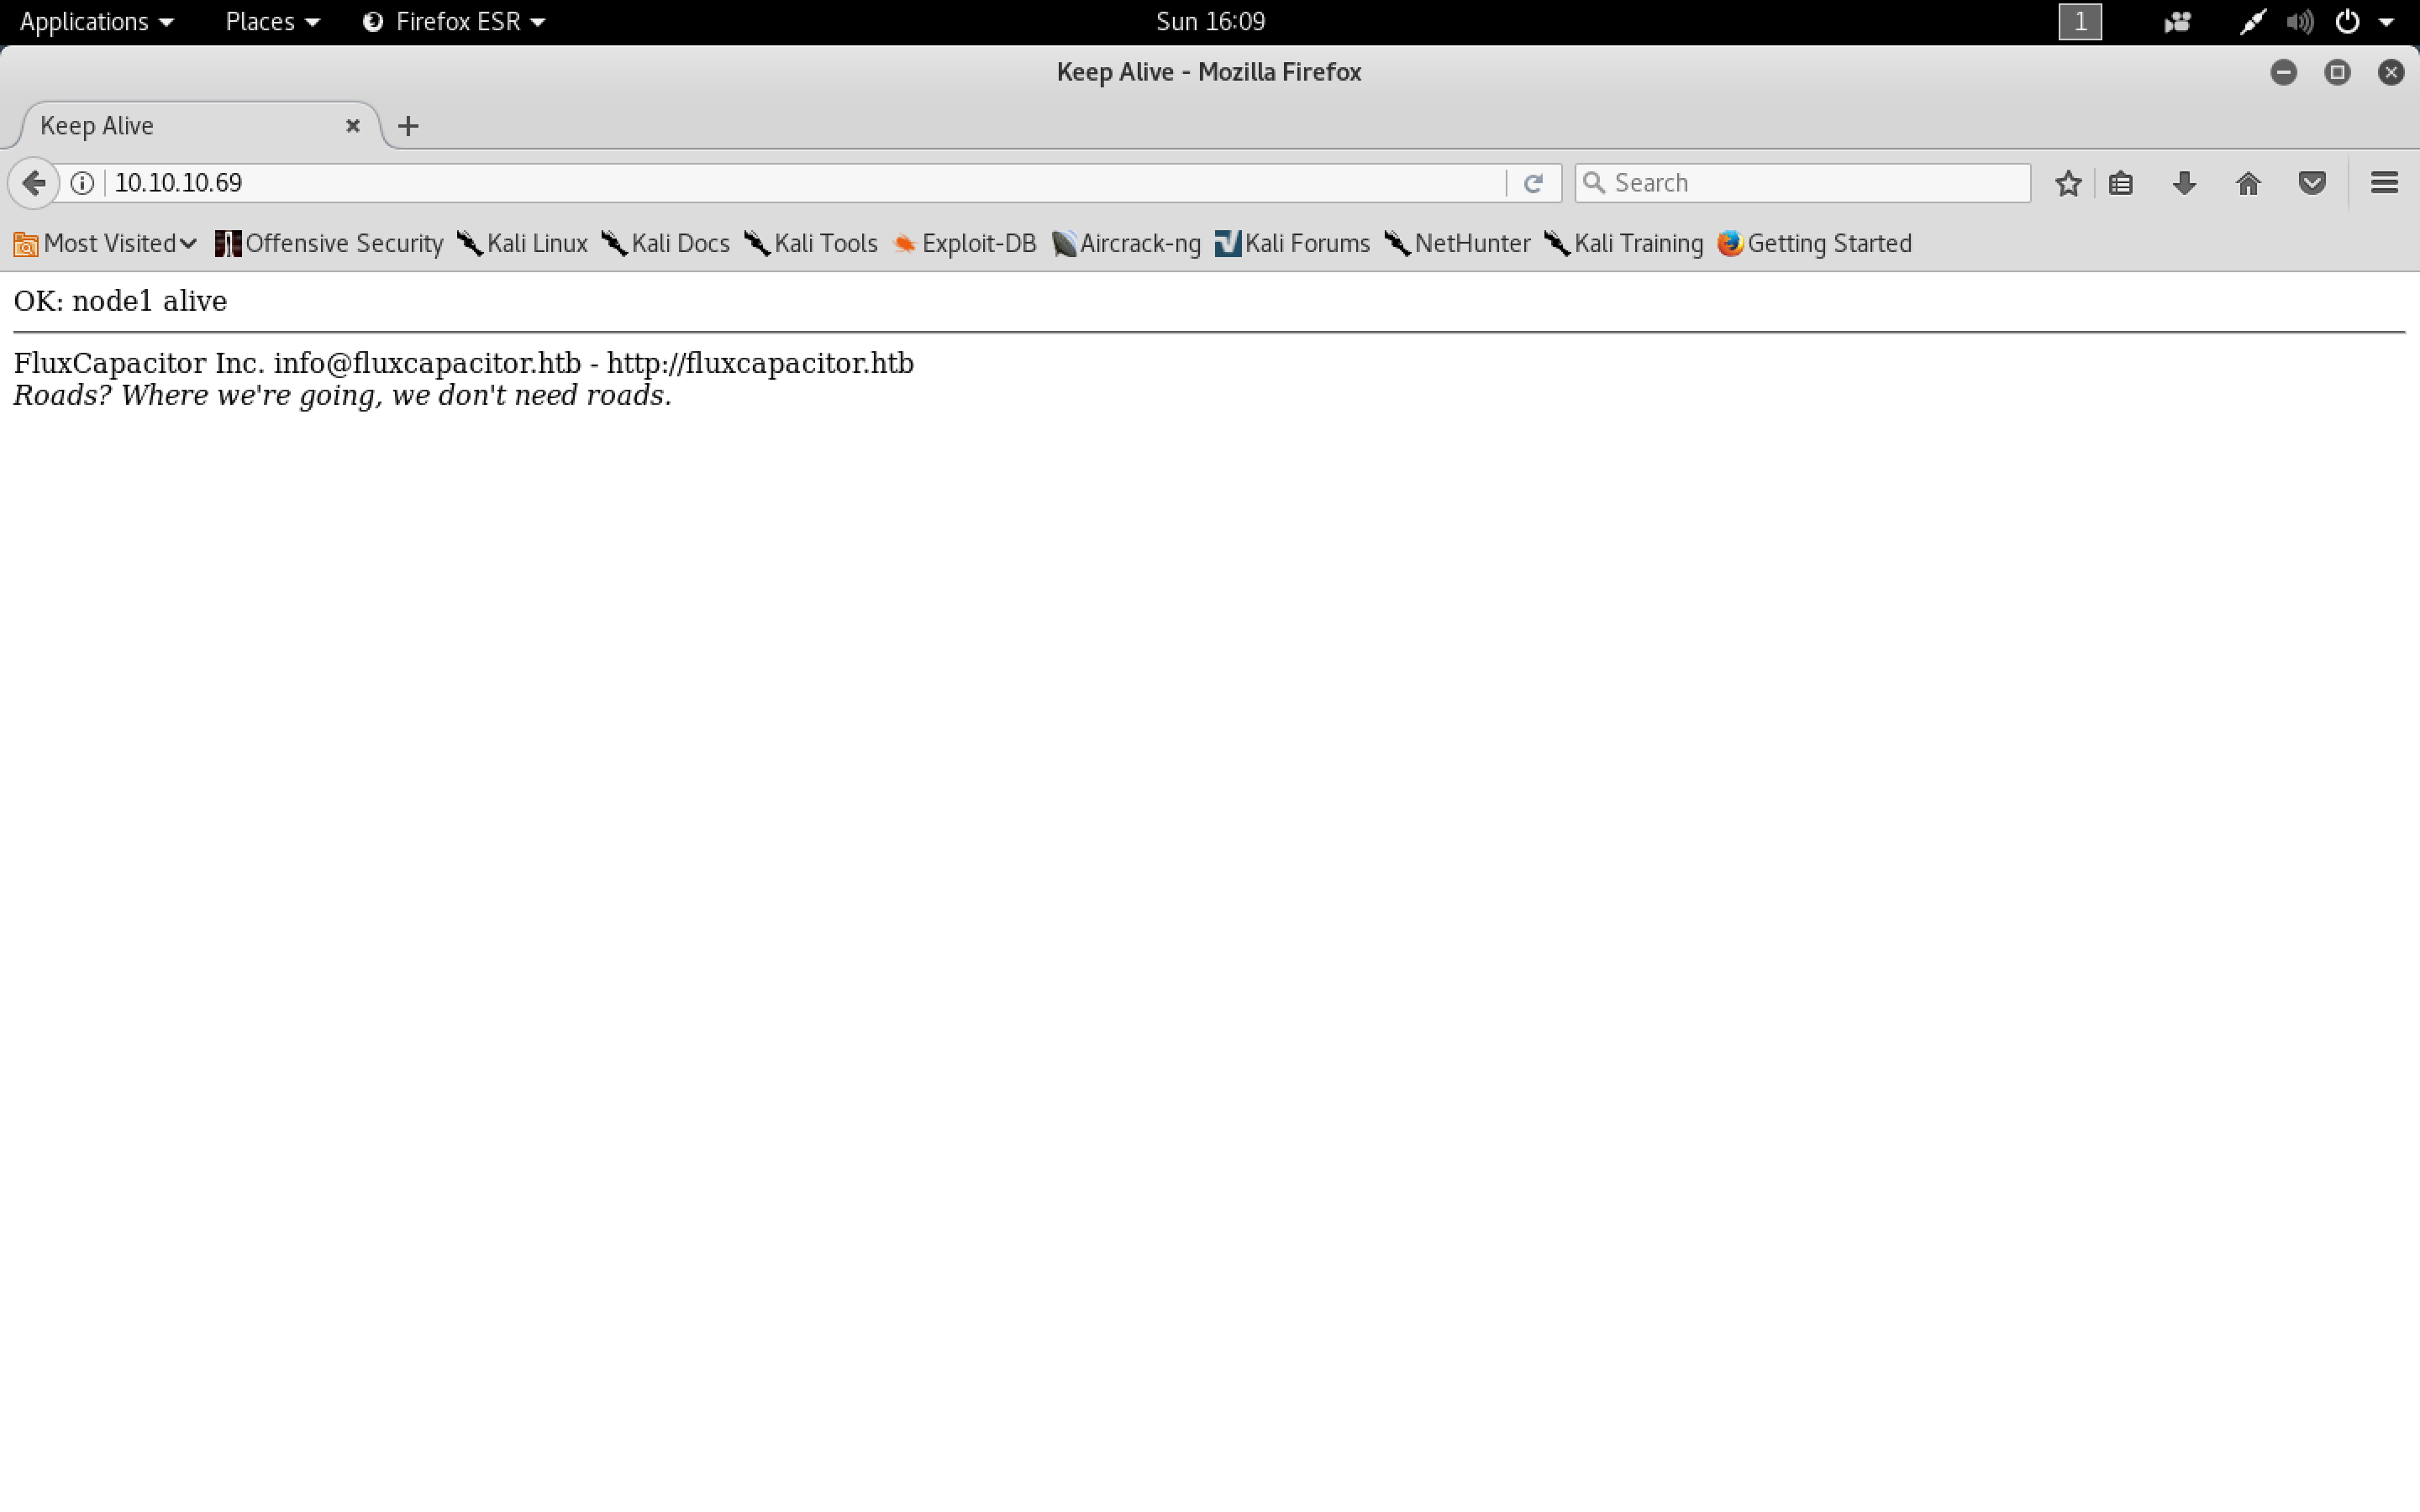 Applications Places Firefox ESR Sun 16:09 1
Keep Alive - Mozilla Firefox
Keep Alive
10.10.10.69 Search
Most Visited Offensive Security Kali Linux Kali Docs Kali Tools Exploit-DB Aircrack-ng Kali Forums NetHunter Kali Training Getting Started
OK: node1 alive
FluxCapacitor Inc. info@fluxcapacitor.htb - http://fluxcapacitor.htb
Roads? Where we're going, we don't need roads.